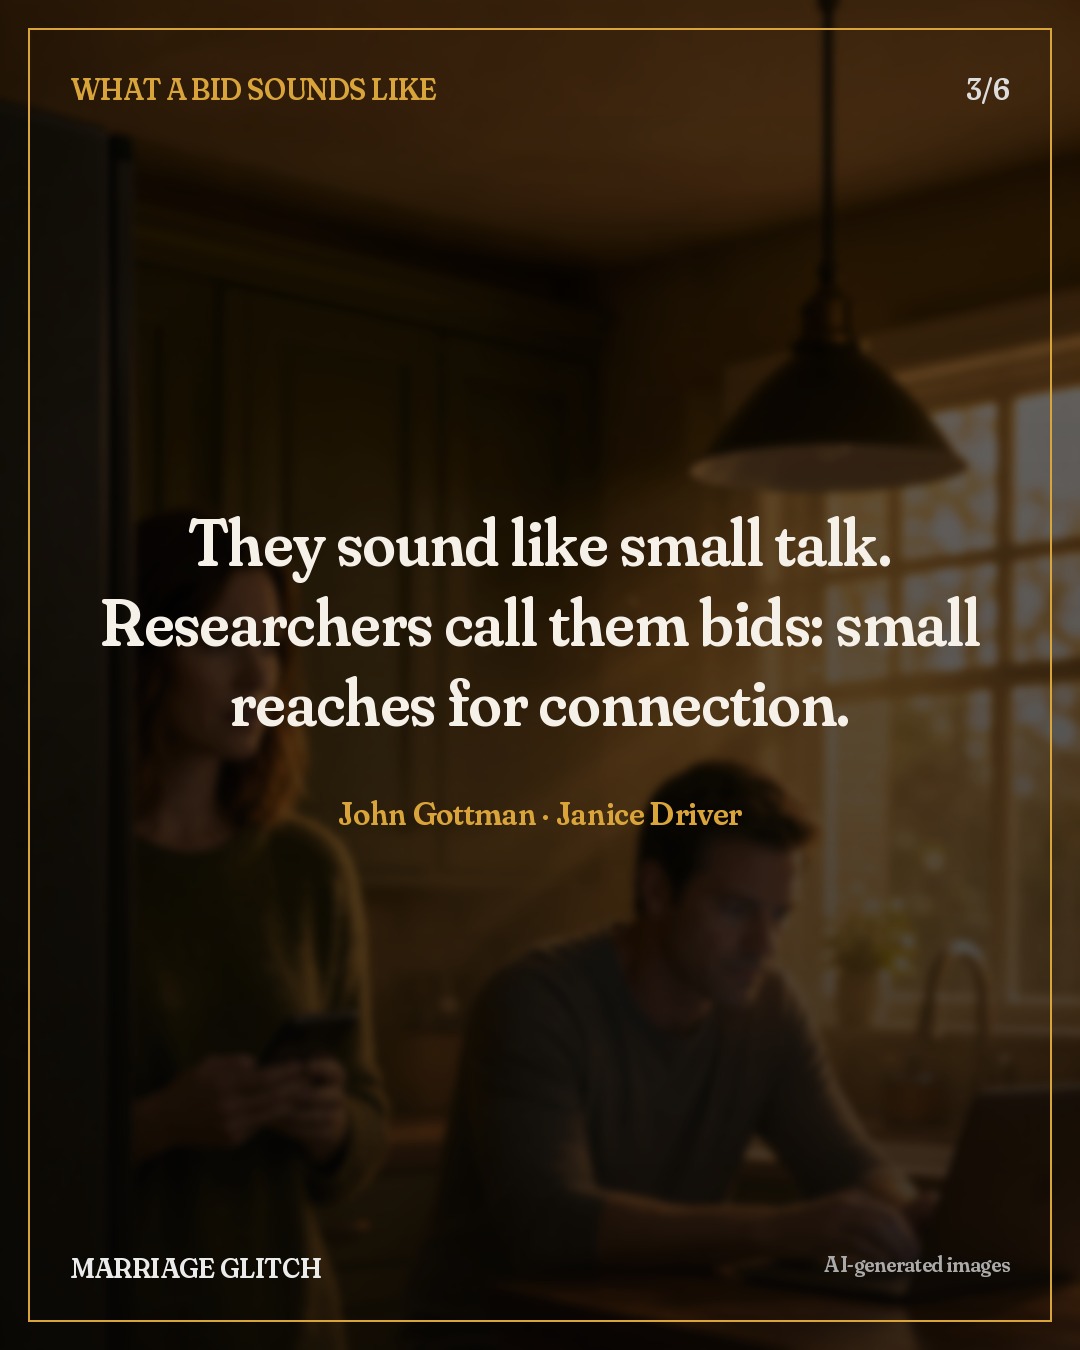 WHAT A BID SOUNDS LIKE
3/6
They sound like small talk.
Researchers call them bids: small
reaches for connection.
John Gottman · Janice Driver
MARRIAGE GLITCH
AI-generated images